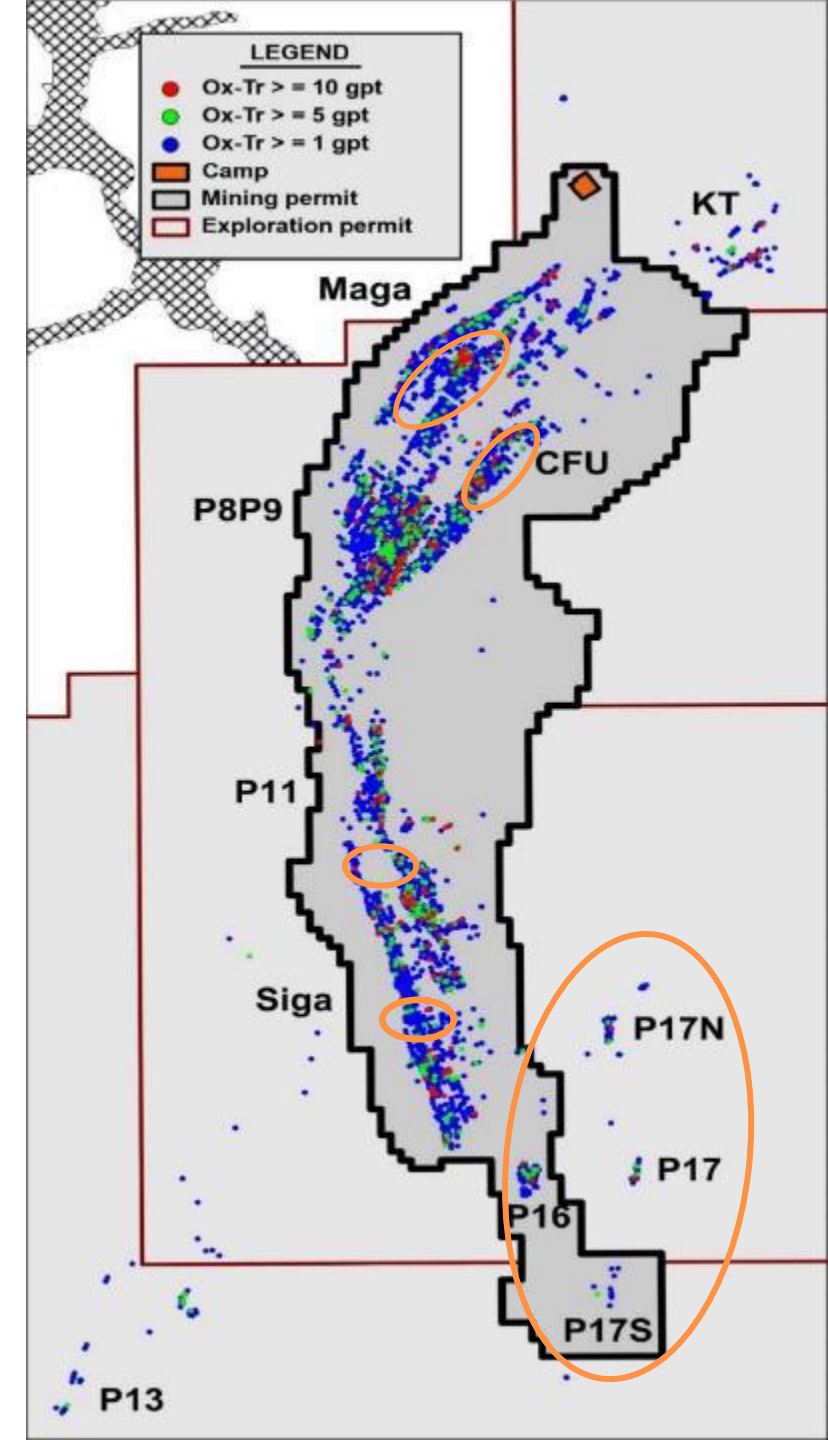 LEGEND
Ox-Tr > = 10 gpt
Ox-Tr > = 5 gpt
Ox-Tr > = 1 gpt
Camp
Mining permit
Exploration permit
KT
Maga
CFU
P8P9
P11
Siga
P17N
P17
P16
P17S
P13